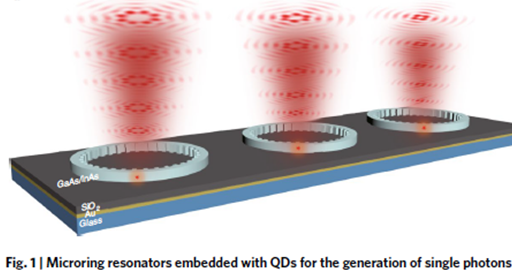 GaAs/InAs
SiO2
Au
Glass
Fig. 1 | Microring resonators embedded with QDs for the generation of single photons